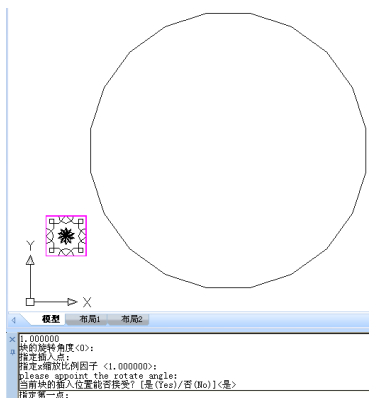 Y
X
模型 布局1 布局2
1.000000
块的旋转角度<0>:
指定插入点:
指定x缩放比例因子 <1.000000>:
please appoint the rotate angle:
当前块的插入位置能否接受? [是(Yes)/否(No)]<是>
指定第一点: